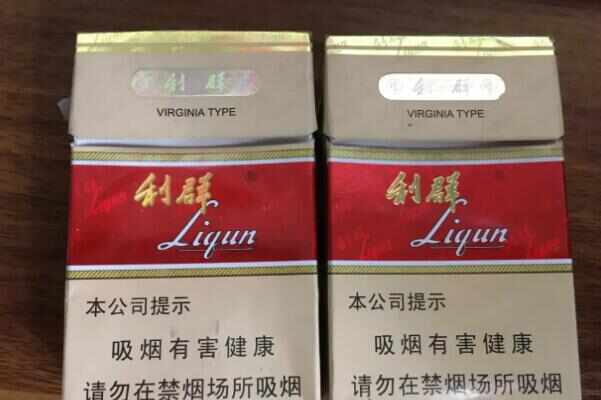 利群
VIRGINIA TYPE
利群
Liqun
本公司提示
吸烟有害健康
请勿在禁烟场所吸烟
利群
VIRGINIA TYPE
利群
Liqun
本公司提示
吸烟有害健康
请勿在禁烟场所吸烟